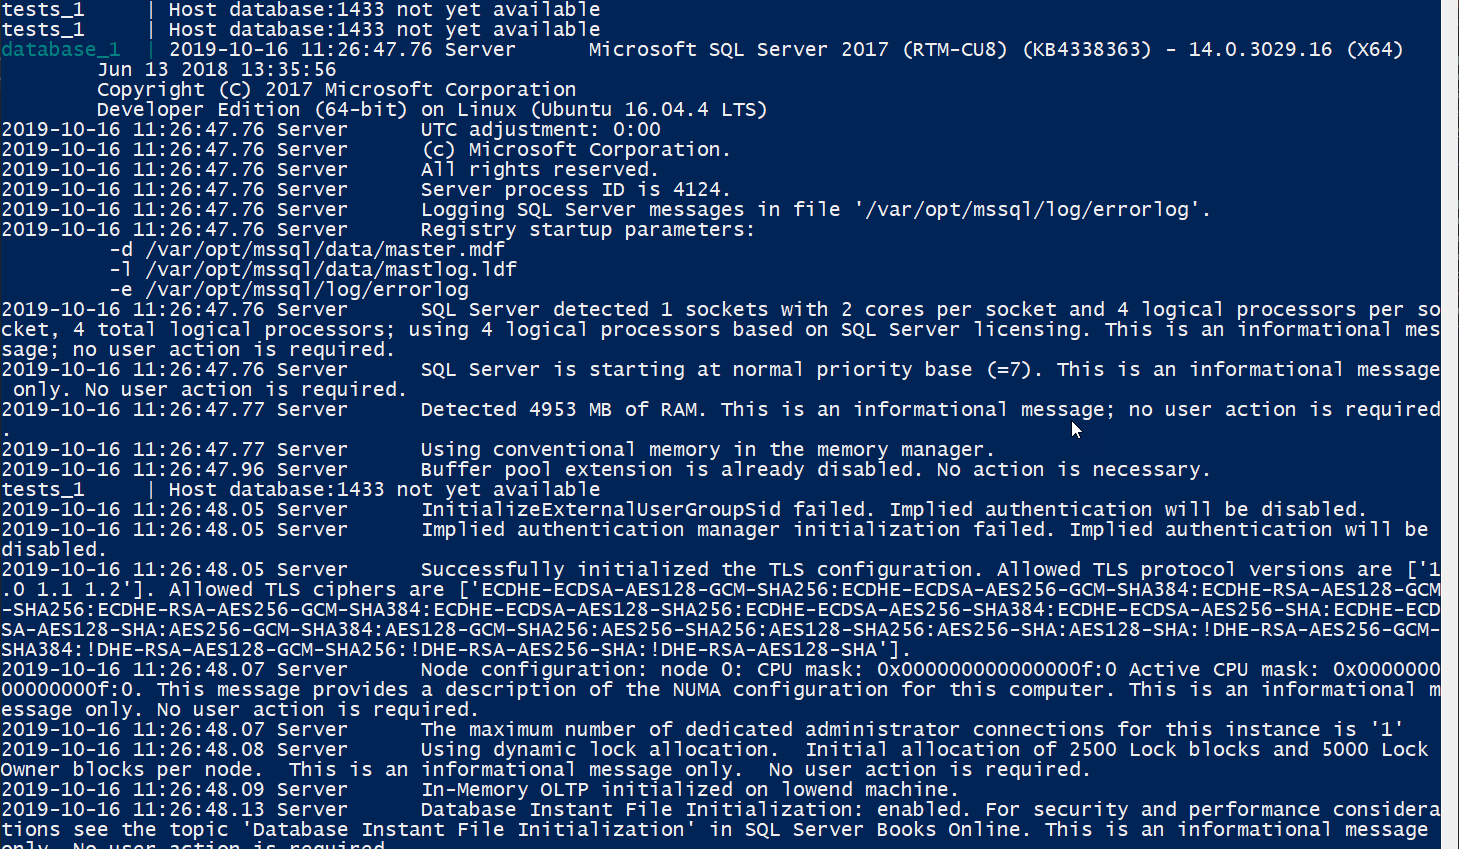 tests_1     | Host database:1433 not yet available
tests_1     | Host database:1433 not yet available
database_1  | 2019-10-16 11:26:47.76 Server      Microsoft SQL Server 2017 (RTM-CU8) (KB4338363) - 14.0.3029.16 (X64)
        Jun 13 2018 13:35:56
        Copyright (C) 2017 Microsoft Corporation
        Developer Edition (64-bit) on Linux (Ubuntu 16.04.4 LTS)
2019-10-16 11:26:47.76 Server      UTC adjustment: 0:00
2019-10-16 11:26:47.76 Server      (c) Microsoft Corporation.
2019-10-16 11:26:47.76 Server      All rights reserved.
2019-10-16 11:26:47.76 Server      Server process ID is 4124.
2019-10-16 11:26:47.76 Server      Logging SQL Server messages in file '/var/opt/mssql/log/errorlog'.
2019-10-16 11:26:47.76 Server      Registry startup parameters:
         -d /var/opt/mssql/data/master.mdf
         -l /var/opt/mssql/data/mastlog.ldf
         -e /var/opt/mssql/log/errorlog
2019-10-16 11:26:47.76 Server      SQL Server detected 1 sockets with 2 cores per socket and 4 logical processors per so
cket, 4 total logical processors; using 4 logical processors based on SQL Server licensing. This is an informational mes
sage; no user action is required.
2019-10-16 11:26:47.76 Server      SQL Server is starting at normal priority base (=7). This is an informational message
 only. No user action is required.
2019-10-16 11:26:47.77 Server      Detected 4953 MB of RAM. This is an informational message; no user action is required
.
2019-10-16 11:26:47.77 Server      Using conventional memory in the memory manager.
2019-10-16 11:26:47.96 Server      Buffer pool extension is already disabled. No action is necessary.
tests_1     | Host database:1433 not yet available
2019-10-16 11:26:48.05 Server      InitializeExternalUserGroupSid failed. Implied authentication will be disabled.
2019-10-16 11:26:48.05 Server      Implied authentication manager initialization failed. Implied authentication will be
disabled.
2019-10-16 11:26:48.05 Server      Successfully initialized the TLS configuration. Allowed TLS protocol versions are ['1
.0 1.1 1.2']. Allowed TLS ciphers are ['ECDHE-ECDSA-AES128-GCM-SHA256:ECDHE-ECDSA-AES256-GCM-SHA384:ECDHE-RSA-AES128-GCM
-SHA256:ECDHE-RSA-AES256-GCM-SHA384:ECDHE-ECDSA-AES128-SHA256:ECDHE-ECDSA-AES256-SHA384:ECDHE-ECDSA-AES256-SHA:ECDHE-ECD
SA-AES128-SHA:AES256-GCM-SHA384:AES128-GCM-SHA256:AES256-SHA256:AES128-SHA256:AES256-SHA:AES128-SHA:!DHE-RSA-AES256-GCM-
SHA384:!DHE-RSA-AES128-GCM-SHA256:!DHE-RSA-AES256-SHA:!DHE-RSA-AES128-SHA'].
2019-10-16 11:26:48.07 Server      Node configuration: node 0: CPU mask: 0x000000000000000f:0 Active CPU mask: 0x0000000
00000000f:0. This message provides a description of the NUMA configuration for this computer. This is an informational m
essage only. No user action is required.
2019-10-16 11:26:48.07 Server      The maximum number of dedicated administrator connections for this instance is '1'
2019-10-16 11:26:48.08 Server      Using dynamic lock allocation.  Initial allocation of 2500 Lock blocks and 5000 Lock
Owner blocks per node.  This is an informational message only.  No user action is required.
2019-10-16 11:26:48.09 Server      In-Memory OLTP initialized on lowend machine.
2019-10-16 11:26:48.13 Server      Database Instant File Initialization: enabled. For security and performance considera
tions see the topic 'Database Instant File Initialization' in SQL Server Books Online. This is an informational message
only. No user action is required.